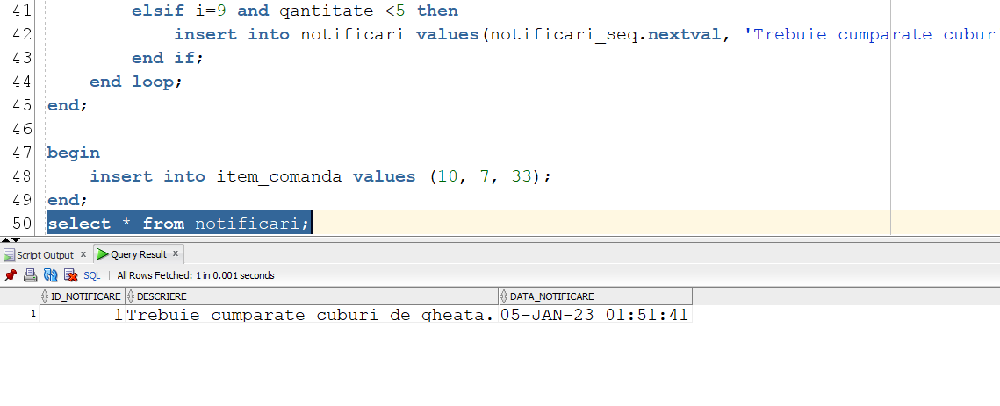 41 elsif i=9 and qantitate <5 then
42 insert into notificari values(notificari_seq.nextval, 'Trebuie cumparate cuburi
43 end if;
44 end loop;
45 end;
46
47 begin
48 insert into item_comanda values (10, 7, 33);
49 end;
50 select * from notificari;
Script Output x Query Result x
SQL | All Rows Fetched: 1 in 0.001 seconds
ID_NOTIFICARE DESCRIERE DATA_NOTIFICARE
1 1 Trebuie cumparate cuburi de gheata. 05-JAN-23 01:51:41